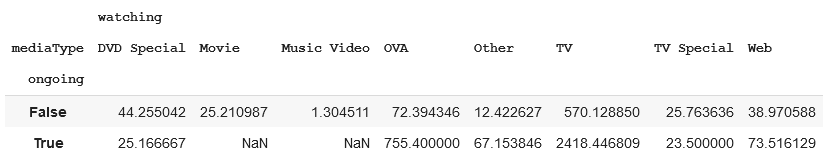 watching
mediaType DVD Special Movie Music Video OVA Other TV TV Special Web
ongoing
False 44.255042 25.210987 1.304511 72.394346 12.422627 570.128850 25.763636 38.970588
True 25.166667 NaN NaN 755.400000 67.153846 2418.446809 23.500000 73.516129